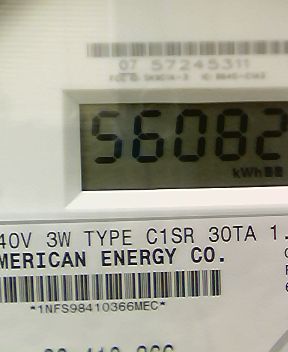 07 57245311
56082
kWh
40V 3W TYPE C1SR 30TA 1.
MERICAN ENERGY CO.
*1NFS98410366MEC*